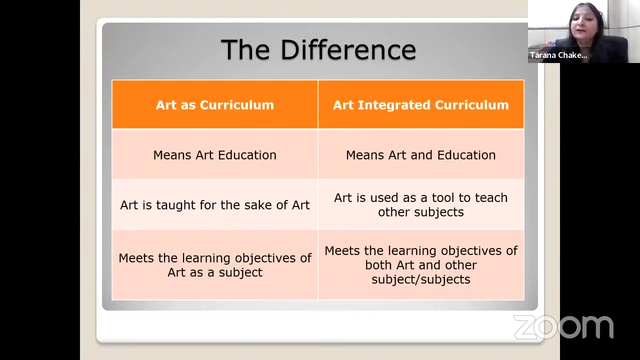 The Difference
Tarana Chake...
Art as Curriculum
Art Integrated Curriculum
Means Art Education
Means Art and Education
Art is taught for the sake of Art
Art is used as a tool to teach
other subjects
Meets the learning objectives of
Art as a subject
Meets the learning objectives of
both Art and other
subject/subjects
zoom